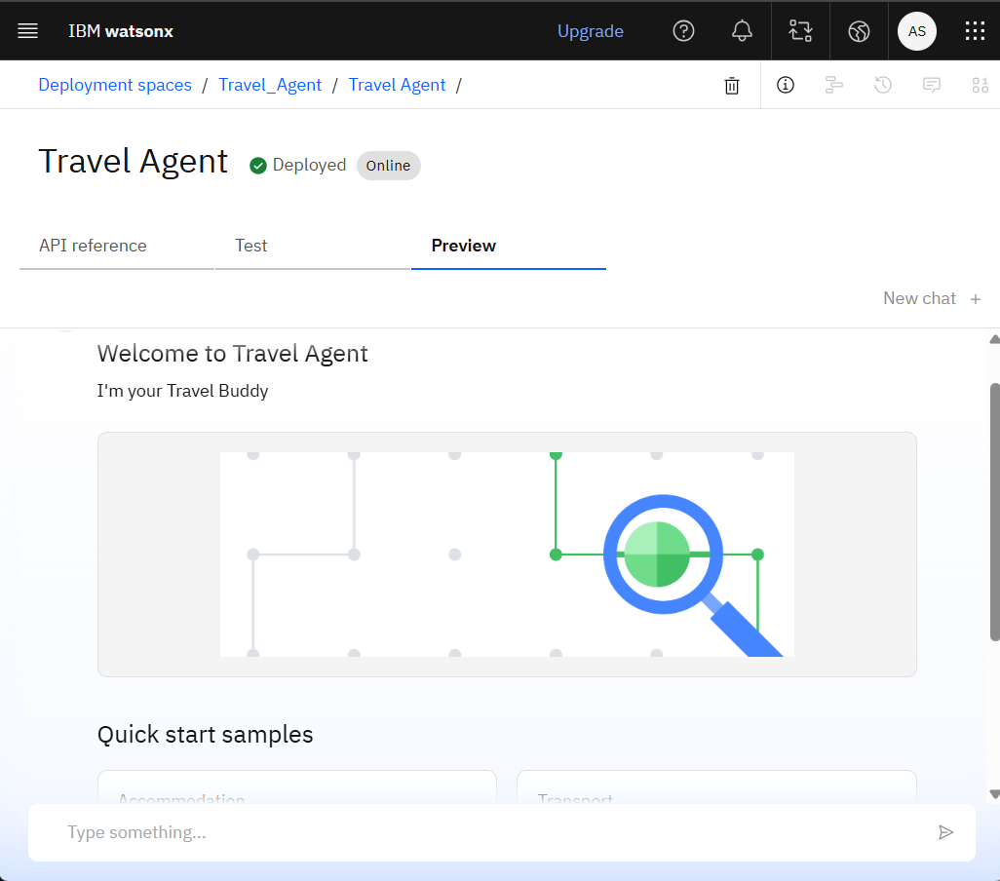 IBM watsonx
Upgrade
AS
Deployment spaces / Travel_Agent / Travel Agent /
Travel Agent
Deployed
Online
API reference
Test
Preview
New chat +
Welcome to Travel Agent
I'm your Travel Buddy
Quick start samples
Accommodation
Transport
Type something...